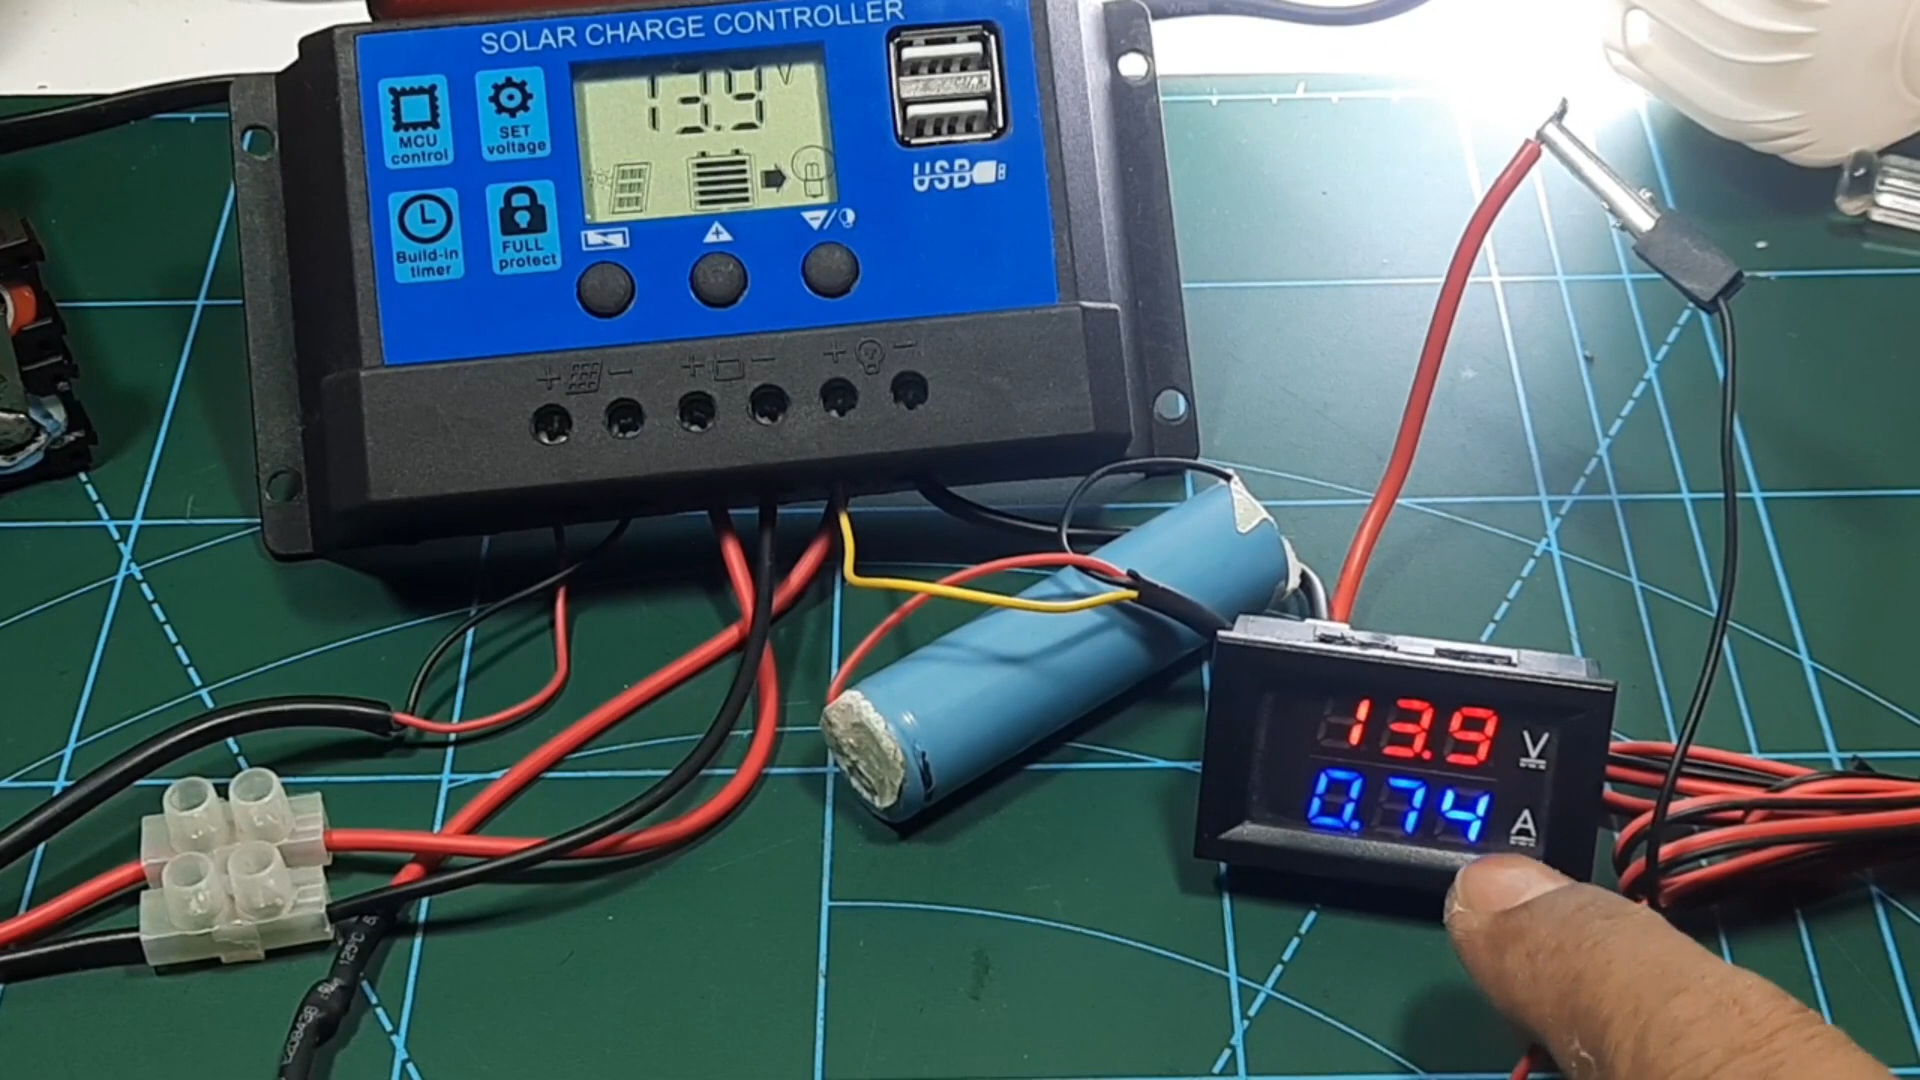 SOLAR CHARGE CONTROLLER
13.9 V
MCU
control
SET
voltage
Build-in
timer
FULL
protect
USB
+ -
+ -
+ -
13.9 V
0.74 A
125°C